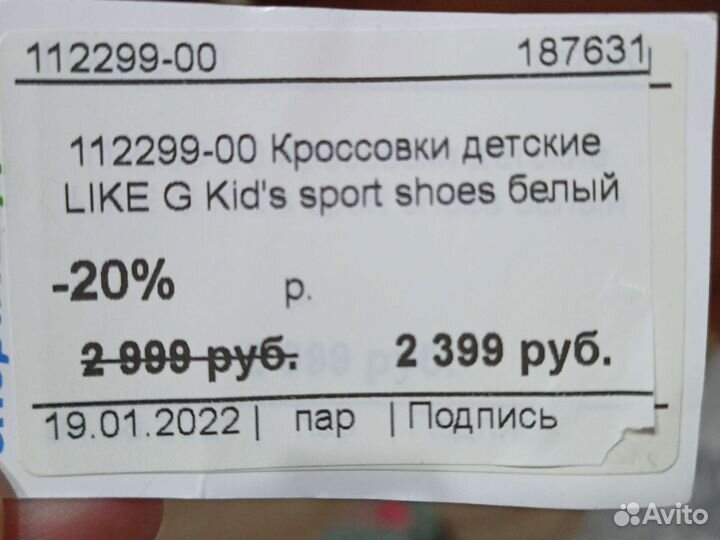 112299-00 187631
112299-00 Кроссовки детские
LIKE G Kid's sport shoes белый
-20% р.
2 999 руб. 2 399 руб.
19.01.2022 | пар | Подпись
Avito